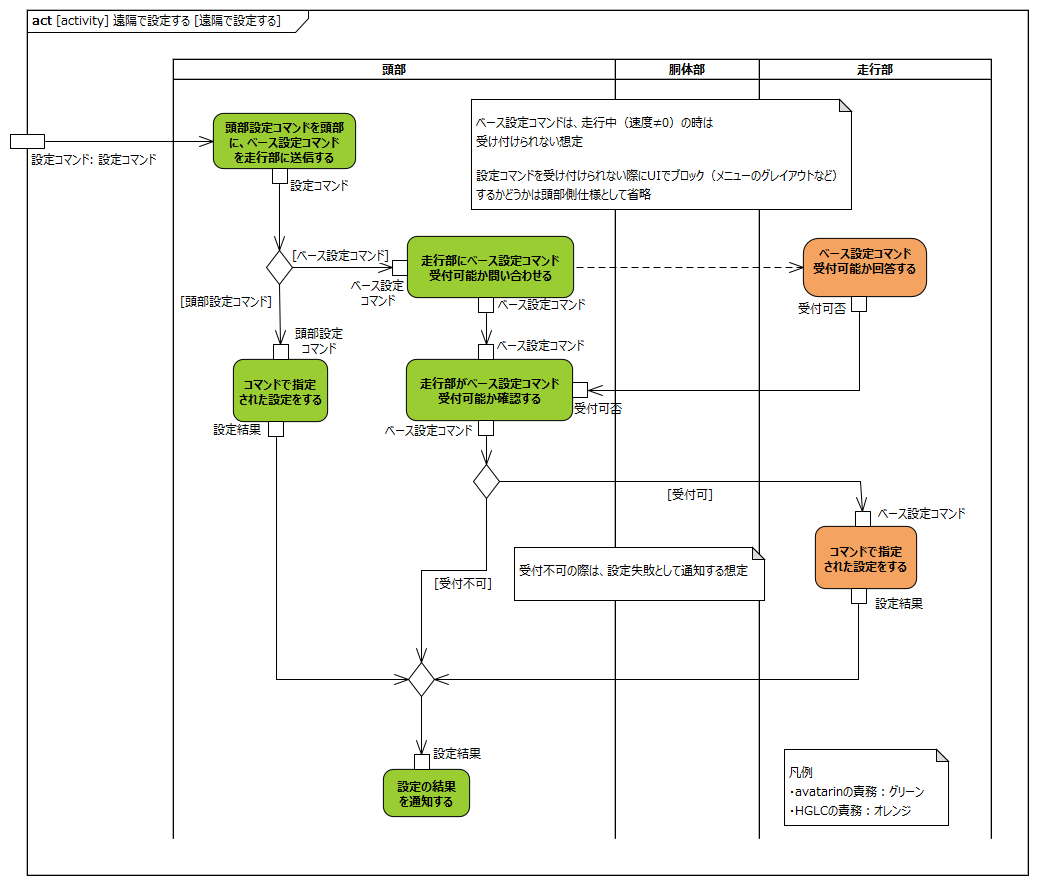 act [activity] 遠隔で設定する [遠隔で設定する]
頭部
胴体部
走行部
ベース設定コマンドは、走行中（速度≠0）の時は
受け付けられない想定
設定コマンドを受け付けられない際にUIでブロック（メニューのグレイアウトなど）
するかどうかは頭部側仕様として省略
頭部設定コマンドを頭部
に、ベース設定コマンド
を走行部に送信する
設定コマンド: 設定コマンド
設定コマンド
[ベース設定コマンド]
走行部にベース設定コマンド
受付可能か問い合わせる
ベース設定コマンド
受付可能か回答する
ベース設定
コマンド
[頭部設定コマンド]
ベース設定コマンド
受付可否
頭部設定
コマンド
ベース設定コマンド
コマンドで指定
された設定をする
走行部がベース設定コマンド
受付可能か確認する
受付可否
設定結果
ベース設定コマンド
[受付可]
ベース設定コマンド
コマンドで指定
された設定をする
受付不可の際は、設定失敗として通知する想定
[受付不可]
設定結果
設定結果
設定の結果
を通知する
凡例
・avatarinの責務：グリーン
・HGLCの責務：オレンジ